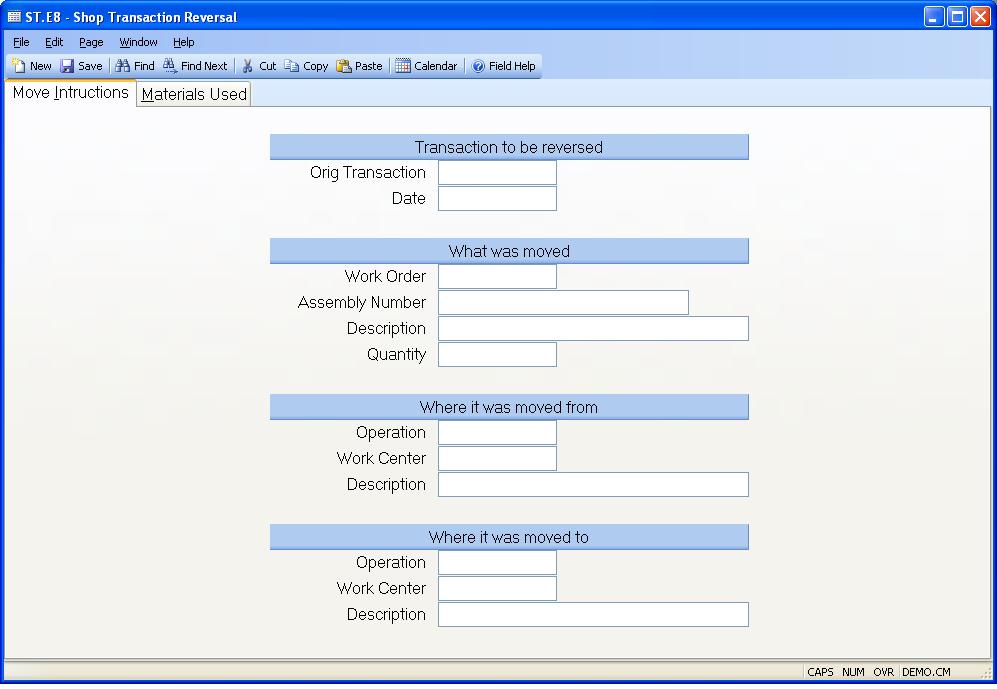 ST.E8 - Shop Transaction Reversal
File Edit Page Window Help
New Save Find Find Next Cut Copy Paste Calendar Field Help
Move Intructions Materials Used
Transaction to be reversed
Orig Transaction
Date
What was moved
Work Order
Assembly Number
Description
Quantity
Where it was moved from
Operation
Work Center
Description
Where it was moved to
Operation
Work Center
Description
CAPS NUM OVR DEMO.CM